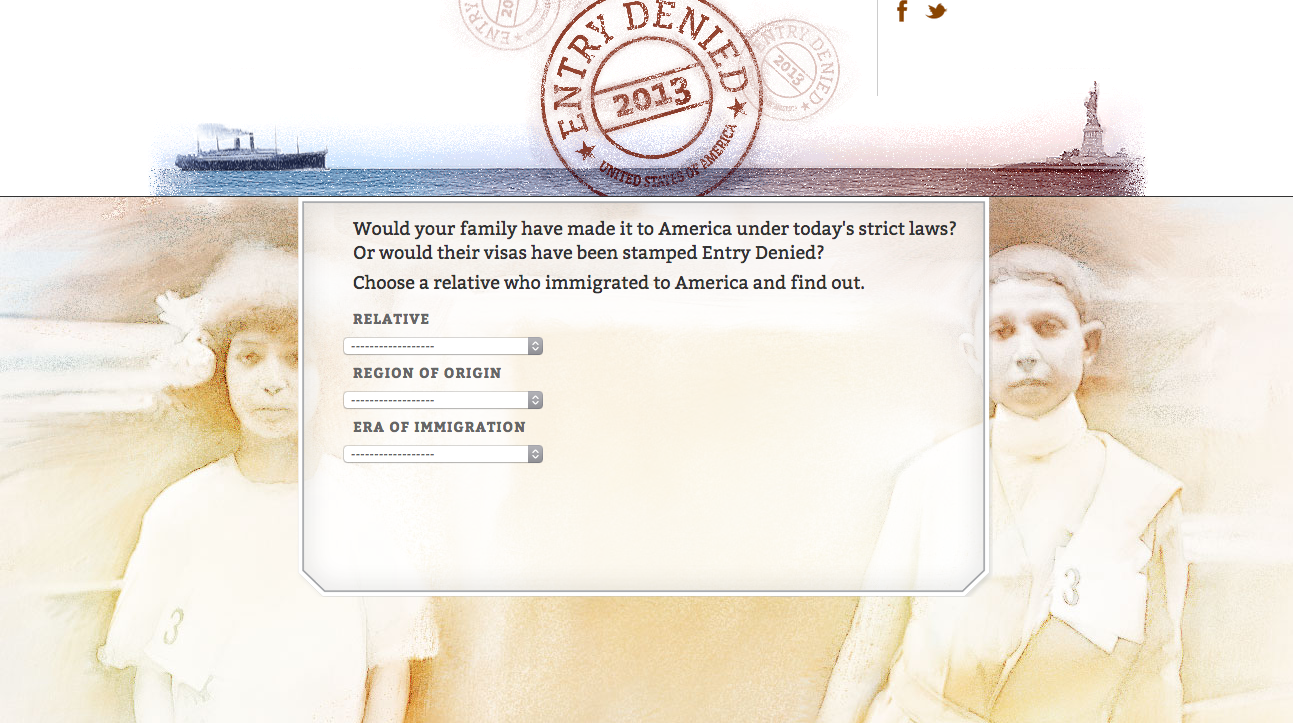 ENTRY DENIED
2013
UNITED STATES OF AMERICA
ENTRY
20
ENTRY DENIED
2013
Would your family have made it to America under today's strict laws?
Or would their visas have been stamped Entry Denied?
Choose a relative who immigrated to America and find out.
RELATIVE
------------------
REGION OF ORIGIN
------------------
ERA OF IMMIGRATION
------------------
3
3